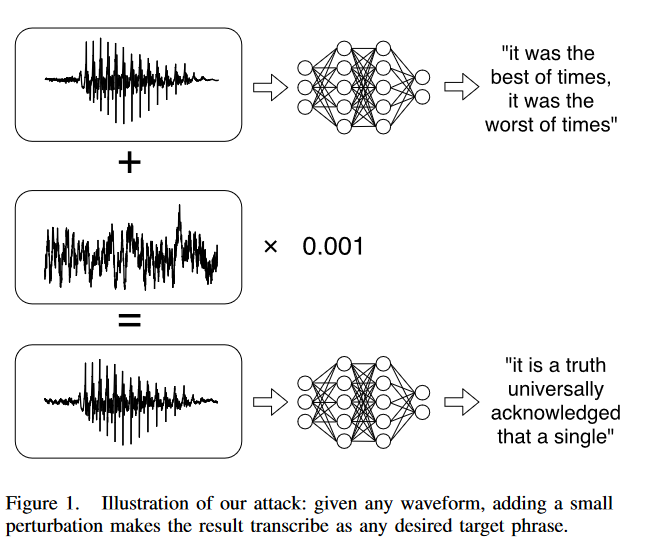 "it was the
best of times,
it was the
worst of times"
+
× 0.001
=
"it is a truth
universally
acknowledged
that a single"
Figure 1. Illustration of our attack: given any waveform, adding a small
perturbation makes the result transcribe as any desired target phrase.